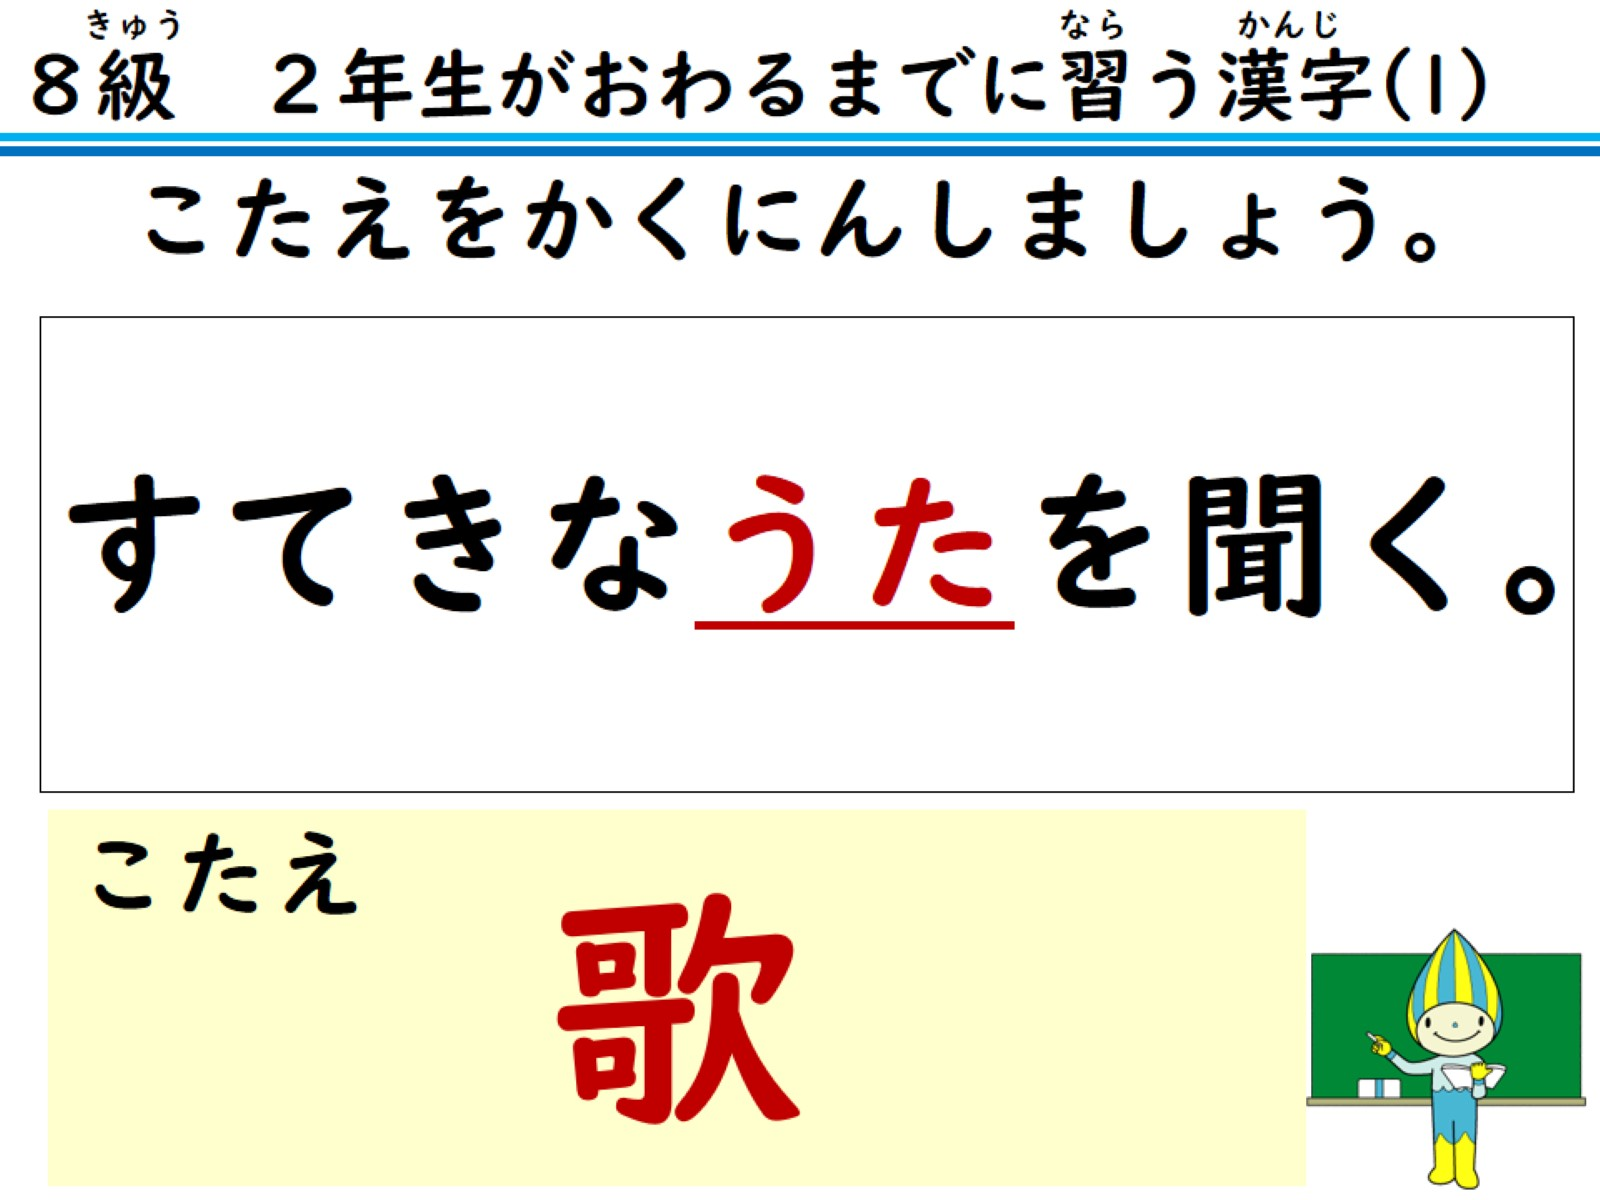 きゅう なら かんじ
8級 2年生がおわるまでに習う漢字(1)
こたえをかくにんしましょう。
すてきなうたを聞く。
こたえ
歌